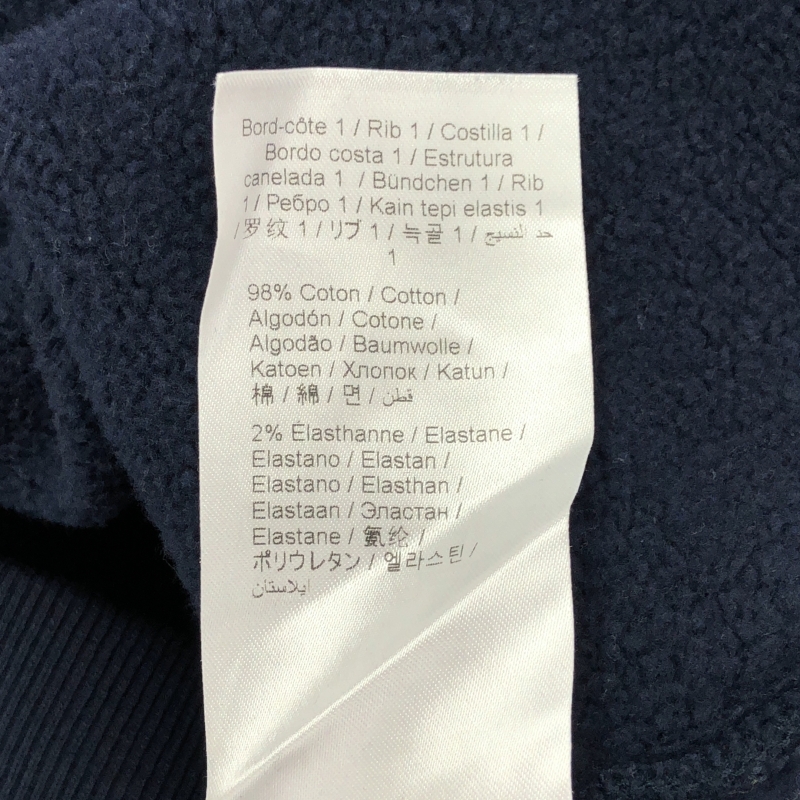 Bord-côte 1 / Rib 1 / Costilla 1 /
Bordo costa 1 / Estrutura
canelada 1 / Bündchen 1 / Rib
1 / Ребро 1 / Kain tepi elastis 1
/ 罗纹 1 / リブ 1 / 늑골 1 / حد النسيج
1
98% Coton / Cotton /
Algodón / Cotone /
Algodão / Baumwolle /
Katoen / Хлопок / Katun /
棉 / 綿 / 면 / قطن
2% Élasthanne / Elastane /
Elastano / Elastan /
Elastano / Elasthan /
Elastaan / Эластан /
Elastane / 氨纶 /
ポリウレタン / 엘라스틴 /
ايلاستان